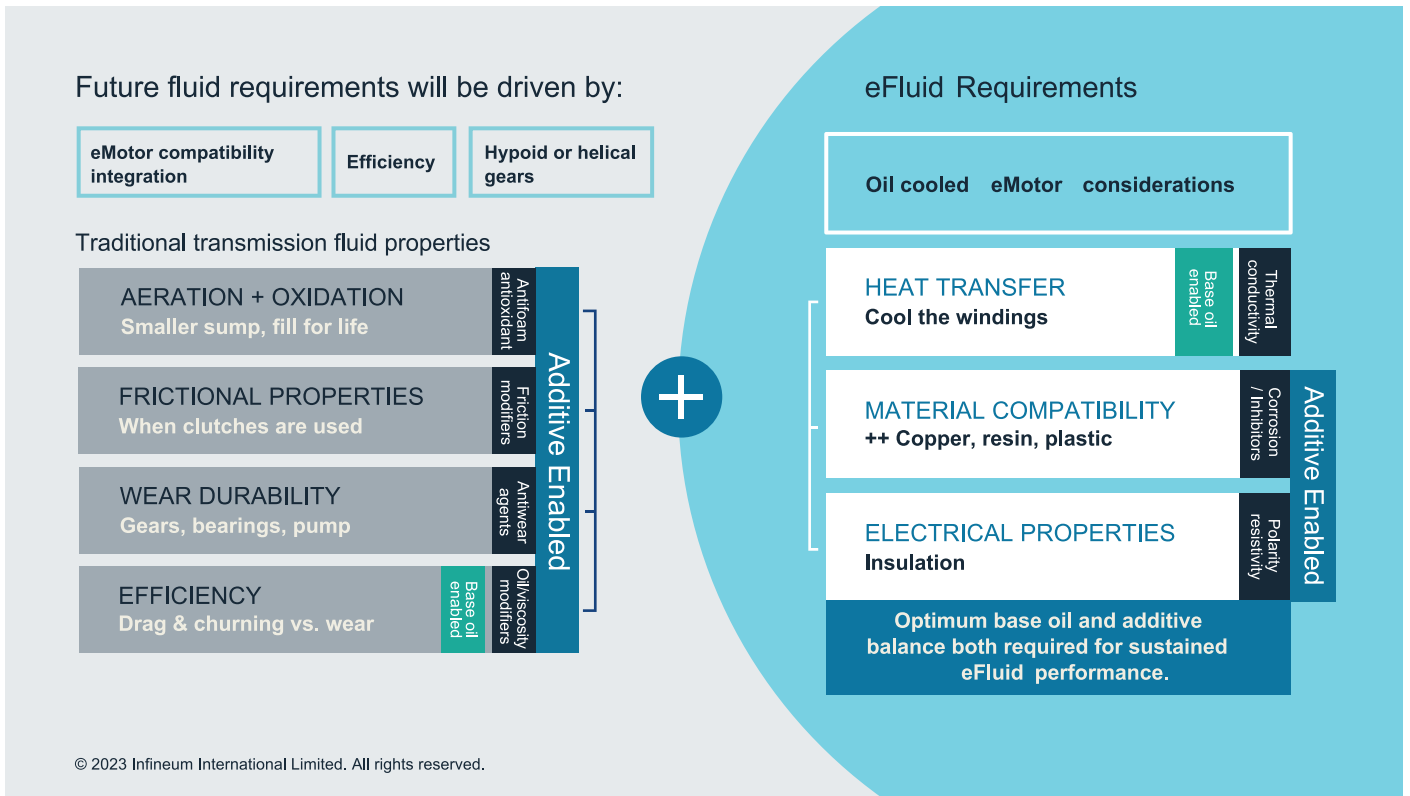 Future fluid requirements will be driven by:
eMotor compatibility
integration
Efficiency
Hypoid or helical
gears
Traditional transmission fluid properties
AERATION + OXIDATION
Smaller sump, fill for life
Antifoam
antioxidant
FRICTIONAL PROPERTIES
When clutches are used
Friction
modifiers
WEAR DURABILITY
Gears, bearings, pump
Antiwear
agents
EFFICIENCY
Drag & churning vs. wear
Base oil
enabled
Oil/viscosity
modifiers
Additive Enabled
eFluid Requirements
Oil cooled eMotor considerations
HEAT TRANSFER
Cool the windings
Base oil
enabled
Thermal
conductivity
MATERIAL COMPATIBILITY
++ Copper, resin, plastic
Corrosion
/ Inhibitors
ELECTRICAL PROPERTIES
Insulation
Polarity
resistivity
Additive Enabled
Optimum base oil and additive
balance both required for sustained
eFluid performance.
© 2023 Infineum International Limited. All rights reserved.